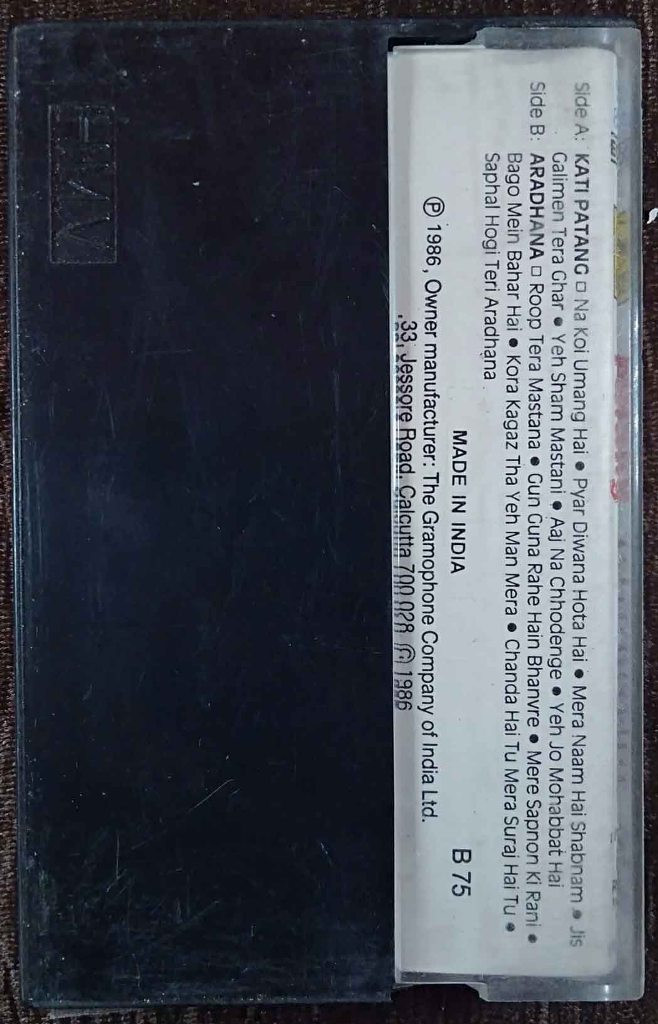 Side A: KATI PATANG □ Na Koi Umang Hai ● Pyar Diwana Hota Hai ● Mera Naam Hai Shabnam ● Jis
Galimen Tera Ghar ● Yeh Sham Mastani ● Aaj Na Chhodenge ● Yeh Jo Mohabbat Hai
Side B: ARADHANA □ Roop Tera Mastana ● Gun Guna Rahe Hain Bhanvre ● Mere Sapnon Ki Rani ●
Bago Mein Bahar Hai ● Kora Kagaz Tha Yeh Man Mera ● Chanda Hai Tu Mera Suraj Hai Tu ●
Saphal Hogi Teri Aradhana
MADE IN INDIA B 75
℗ 1986, Owner manufacturer: The Gramophone Company of India Ltd.
33, Jessore Road, Calcutta 700 028 © 1986
HMV